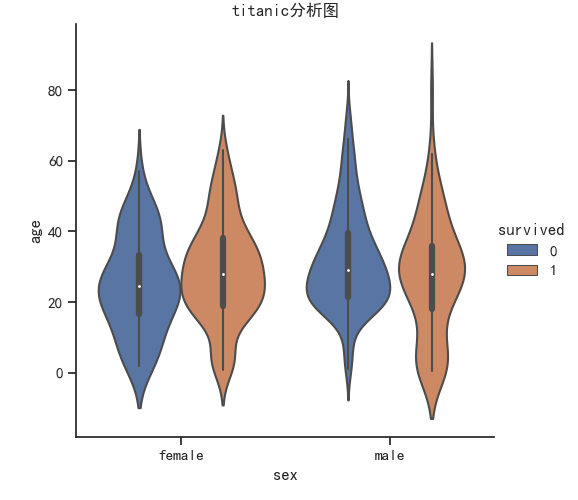 titanic分析图
age
80
60
40
20
0
female
male
sex
survived
0
1